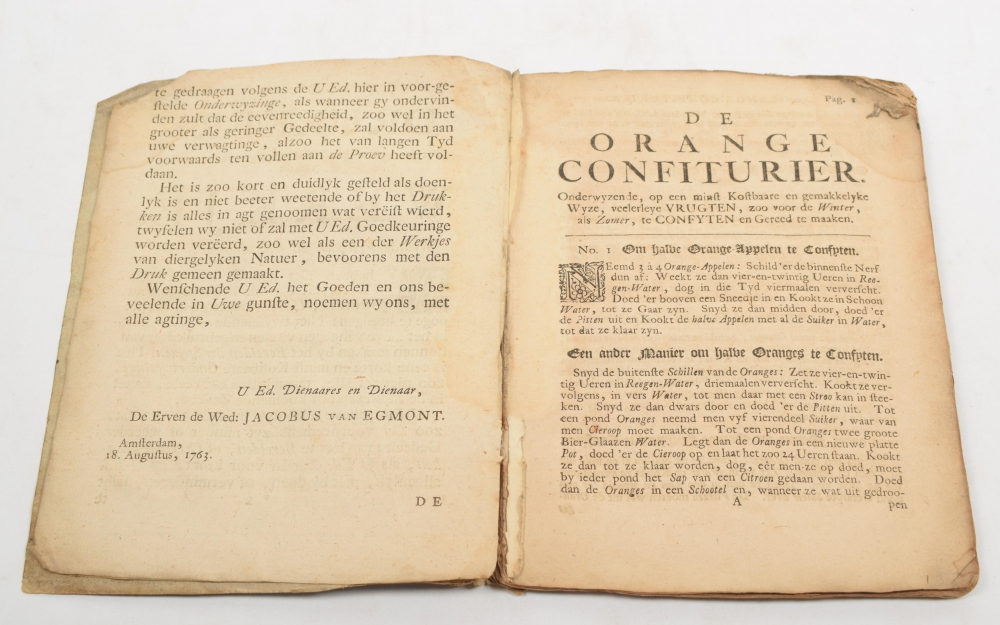 te gedraagen volgens de U Ed. hier in voor-ge-
stelde Onderwyzinge, als wanneer gy ondervin-
den zult dat de eevenreedigheid, zoo wel in het
grooter als geringer Gedeelte, zal voldoen aan
uwe verwagtinge, alzoo het van langen Tyd
voorwaards ten vollen aan de Proev heeft vol-
daan.
Het is zoo kort en duidlyk gesteld als doen-
lyk is en niet beeter weetende of by het Druk-
ken is alles in agt genoomen wat verëist wierd,
twyfelen wy niet of zal met U Ed. Goedkeuringe
worden verëerd, zoo wel als een der Werkjes
van diergelyken Natuer, bevoorens met den
Druk gemeen gemaakt.
Wenschende U Ed. het Goeden en ons be-
veelende in Uwe gunste, noemen wy ons, met
alle agtinge,
U Ed. Dienaares en Dienaar,
De Erven de Wed: JACOBUS VAN EGMONT.
Amsterdam,
18. Augustus, 1763.
D E
Pag. 1
D E
ORANGE
CONFITURIER.
Onderwyzende, op een minst Kostbaare en gemakkelyke
Wyze, veelerleye VRUGTEN, zoo voor de Winter,
als Zomer, te CONFYTEN en Gereed te maaken.
No. 1 Om halve Orange-Appelen te Confyten.
NEemd 3 à 4 Orange-Appelen: Schild 'er de binnenste Nerf
dun af: Weekt ze dan vier-en-twintig Ueren in Ree-
gen-Water, dog in die Tyd viermaalen ververscht.
Doed 'er booven een Sneedje in en Kookt ze in Schoon
Water, tot ze Gaar zyn. Snyd ze dan midden door, doed 'er
de Pitten uit en Kookt de halve Appelen met al de Suiker in Water,
tot dat ze klaar zyn.
Een ander Manier om halve Oranges te Confyten.
Snyd de buitenste Schillen van de Oranges: Zet ze vier-en-twin-
tig Ueren in Reegen-Water, driemaalen ververscht. Kookt ze ver-
volgens, in vers Water, tot men daar met een Stroo kan in stee-
ken. Snyd ze dan dwars door en doed 'er de Pitten uit. Tot
een pond Oranges neemd men vyf vierendeel Suiker, waar van
men Cieroop moet maaken. Tot een pond Oranges twee groote
Bier-Glaazen Water. Legt dan de Oranges in een nieuwe platte
Pot, doed 'er de Cieroop op en laat het zoo 24 Ueren staan. Kookt
ze dan tot ze klaar worden, dog, eêr men ze op doed, moet
by ieder pond het Sap van een Citroen gedaan worden. Doed
dan de Oranges in een Schootel en, wanneer ze wat uit gedroo-
A
pen